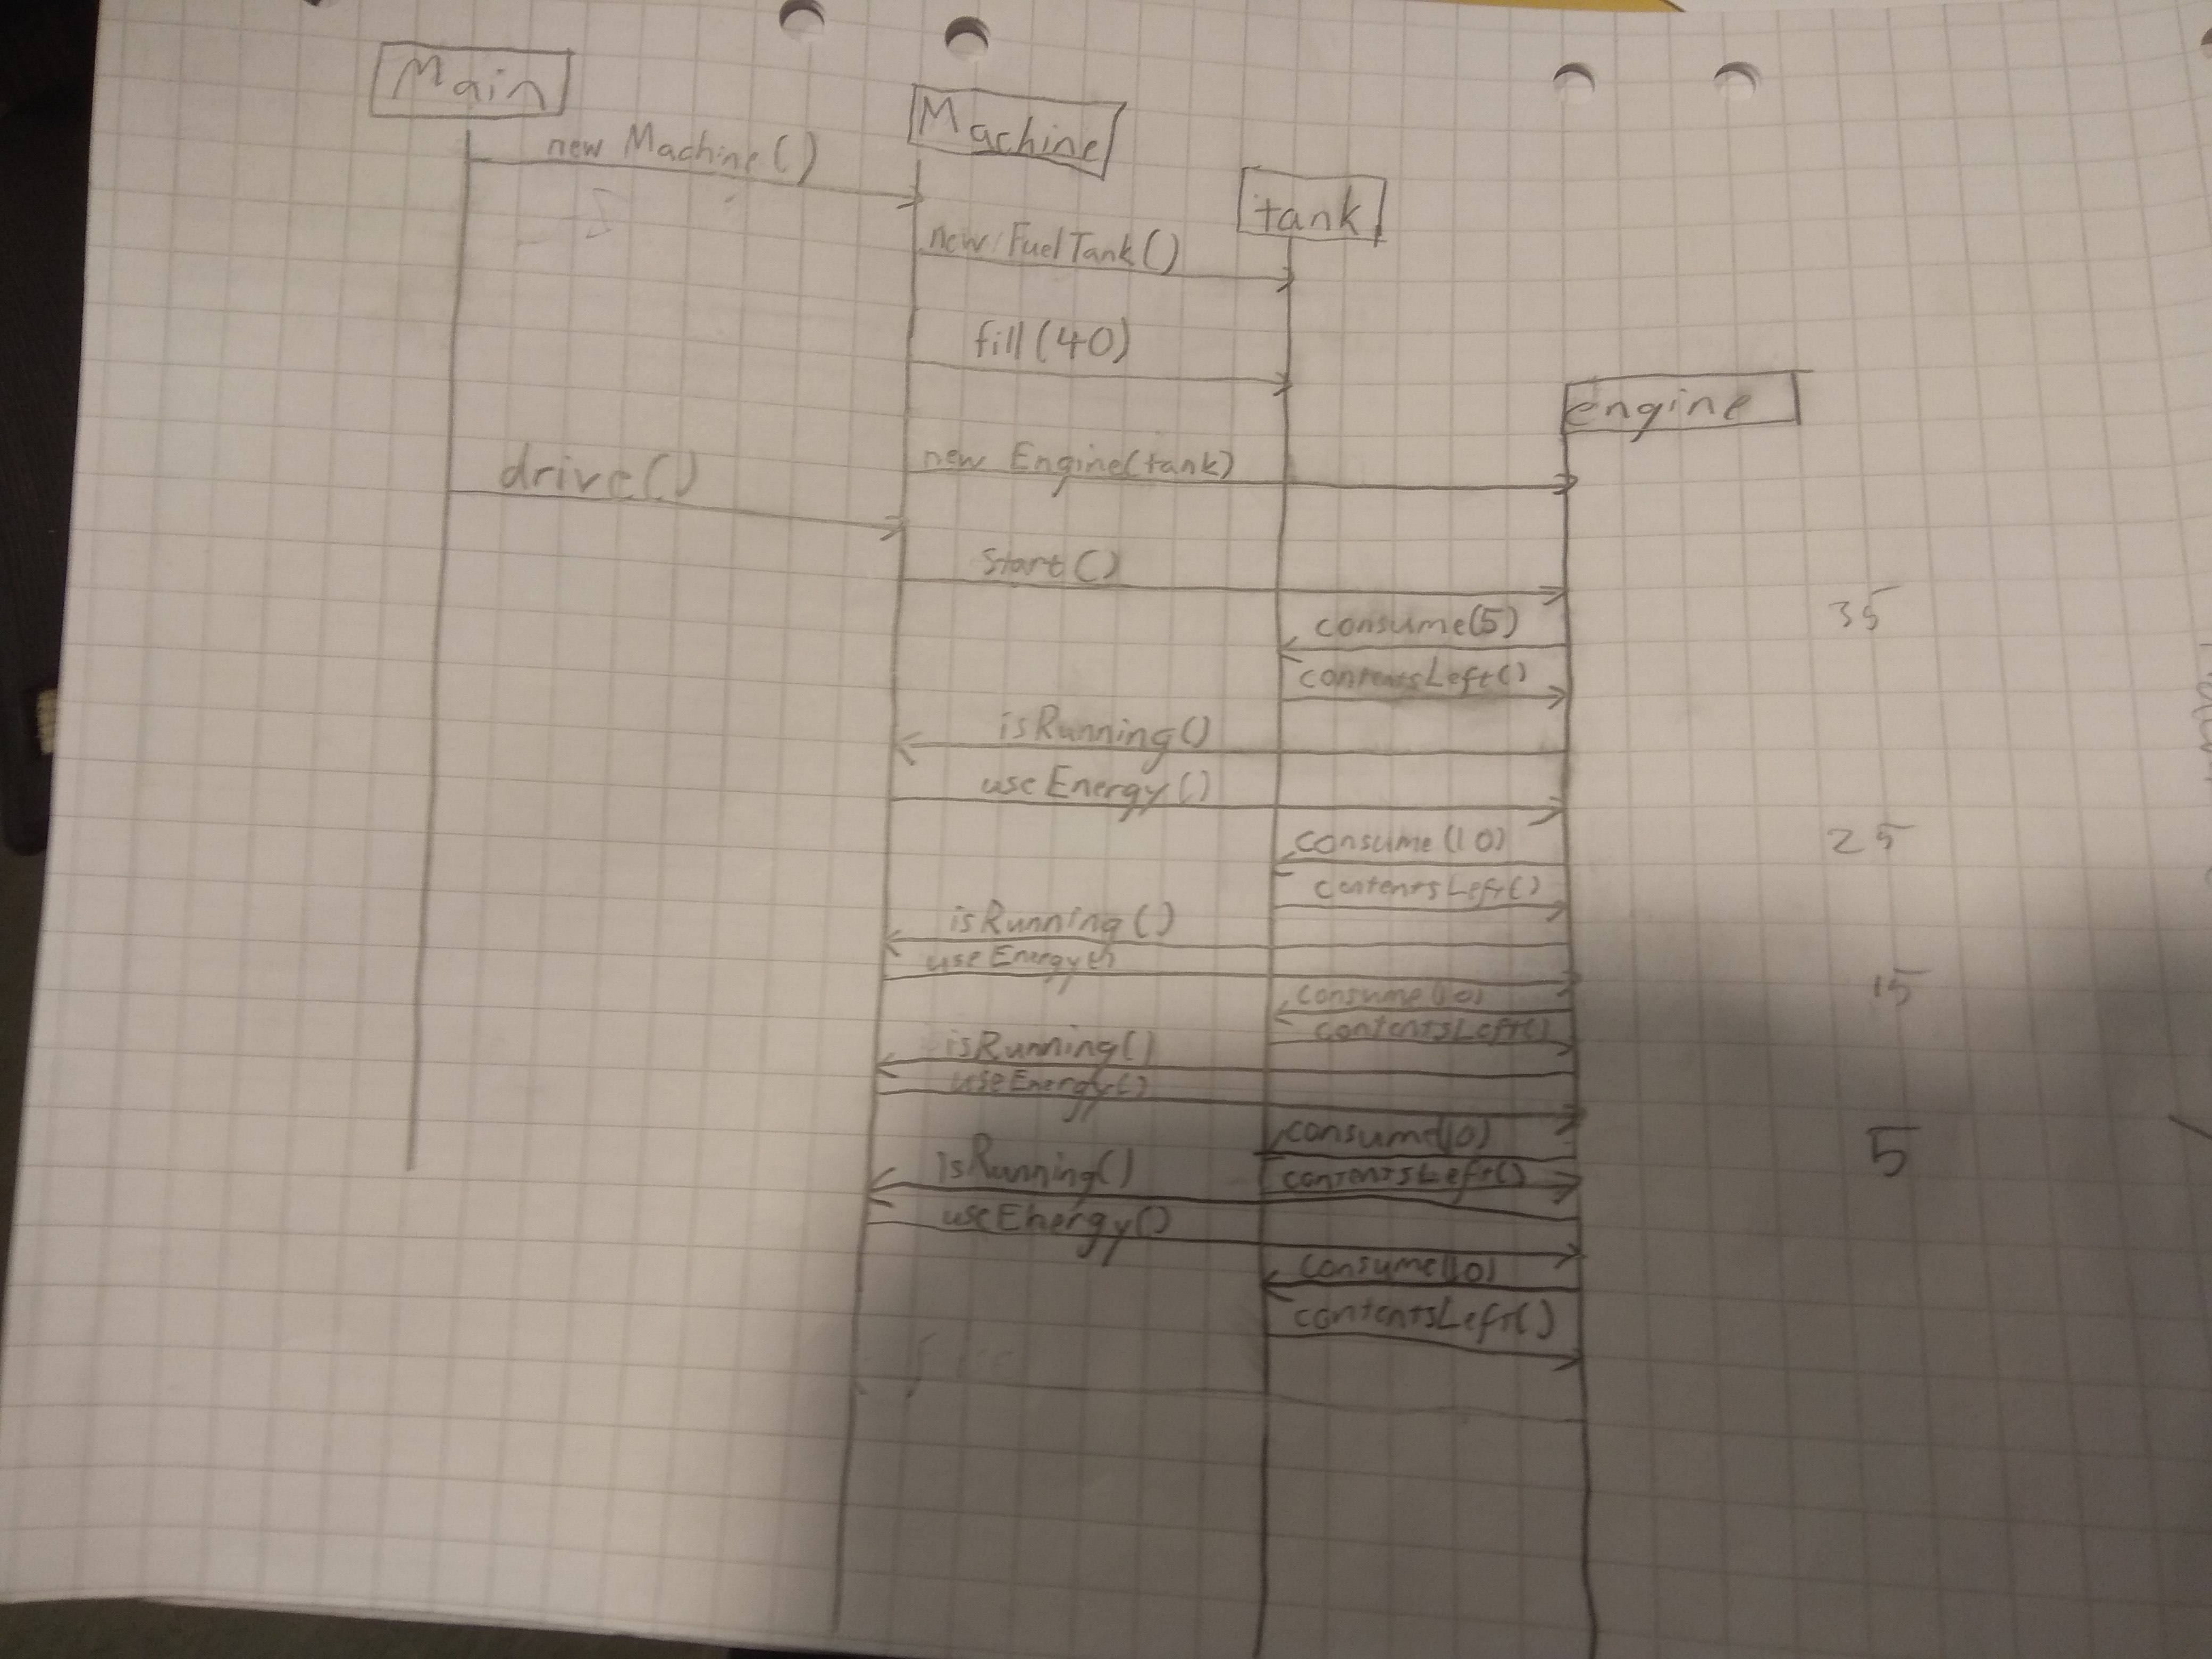 Main
Machine
new Machine()
tank
new FuelTank()
fill(40)
engine
new Engine(tank)
drive()
start()
consume(5) 35
contentsLeft()
isRunning()
useEnergy()
consume(10) 25
contentsLeft()
isRunning()
useEnergy()
consume(10) 15
contentsLeft()
isRunning()
useEnergy()
consume(10) 5
isRunning() contentsLeft()
useEnergy()
consume(10)
contentsLeft()